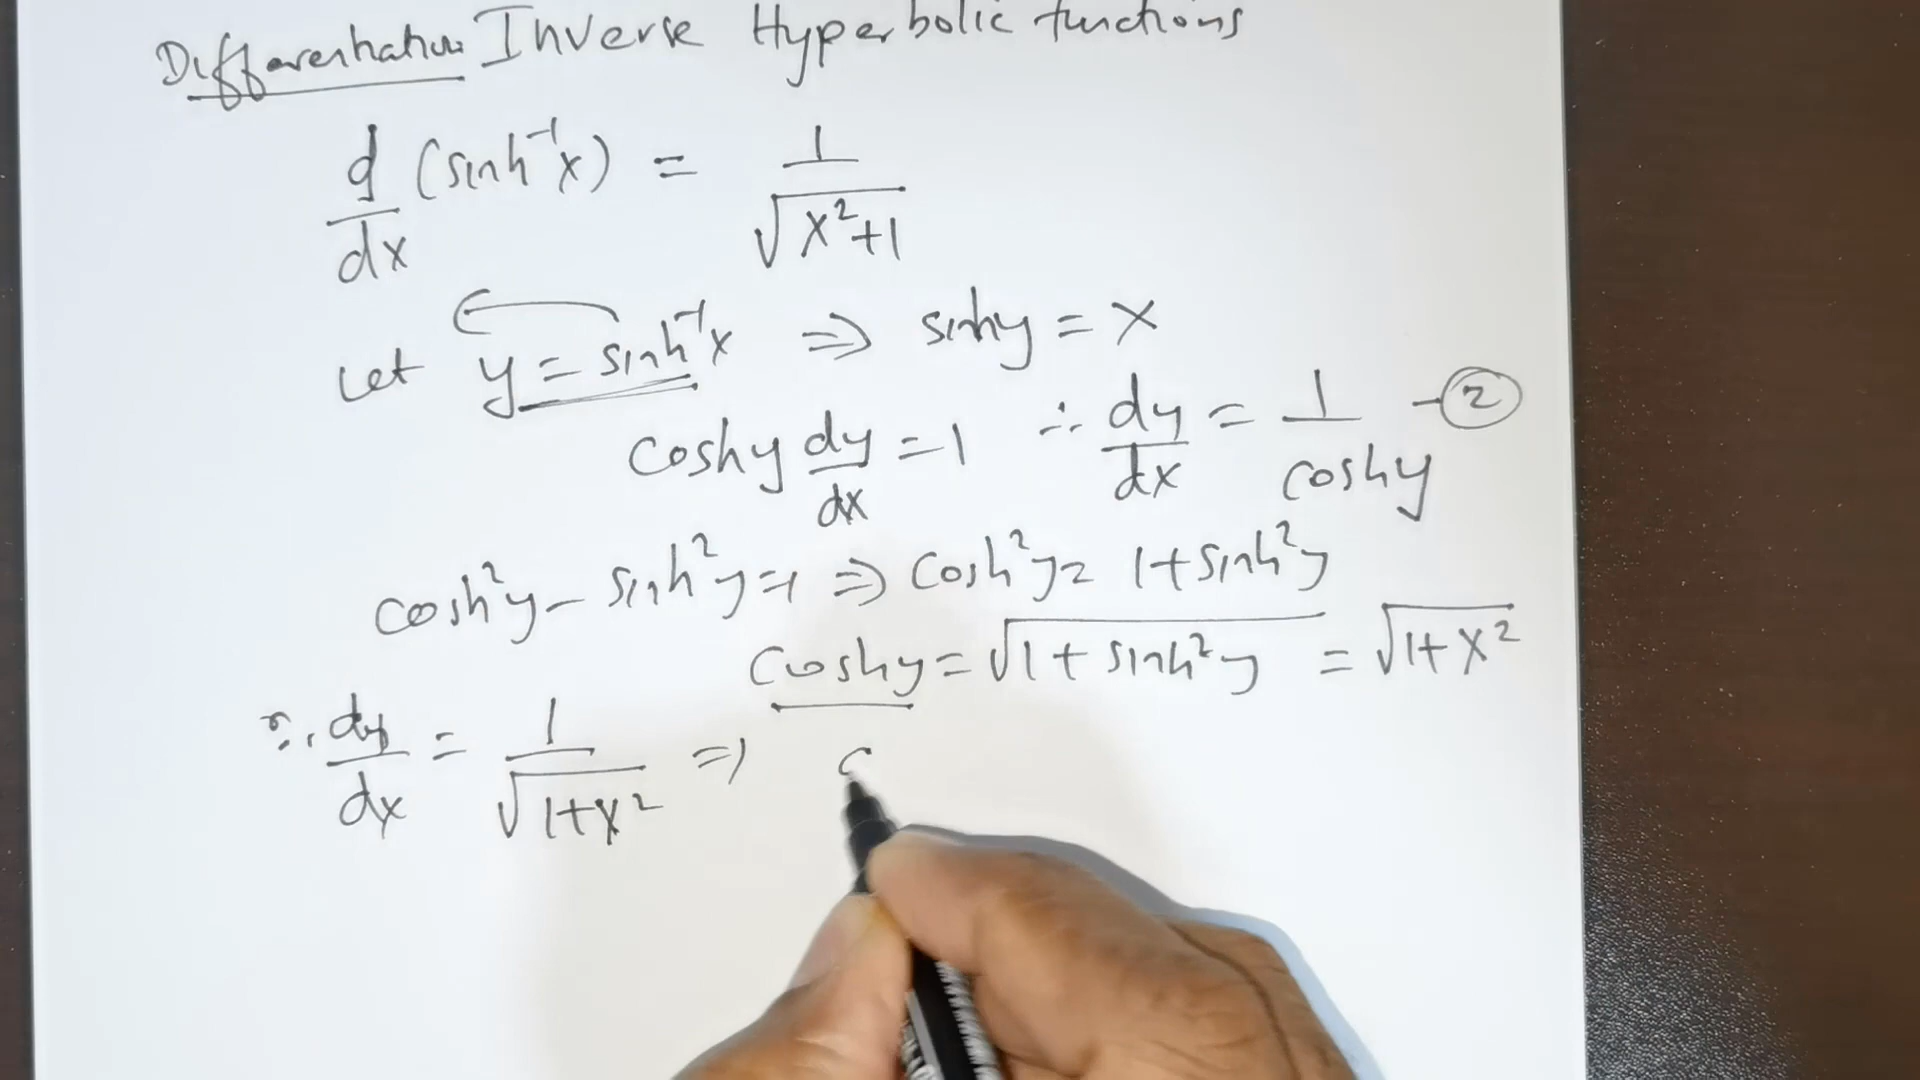 Differentiation Inverse Hyperbolic functions
d/dx (sinh⁻¹x) = 1/√(x²+1)
Let y = sinh⁻¹x ⇒ sinhy = x
coshy dy/dx = 1 ∴ dy/dx = 1/coshy -②
cosh²y - sinh²y = 1 ⇒ cosh²y = 1+sinh²y
coshy = √(1+sinh²y) = √(1+x²)
∴ dy/dx = 1/√(1+x²) ⇒